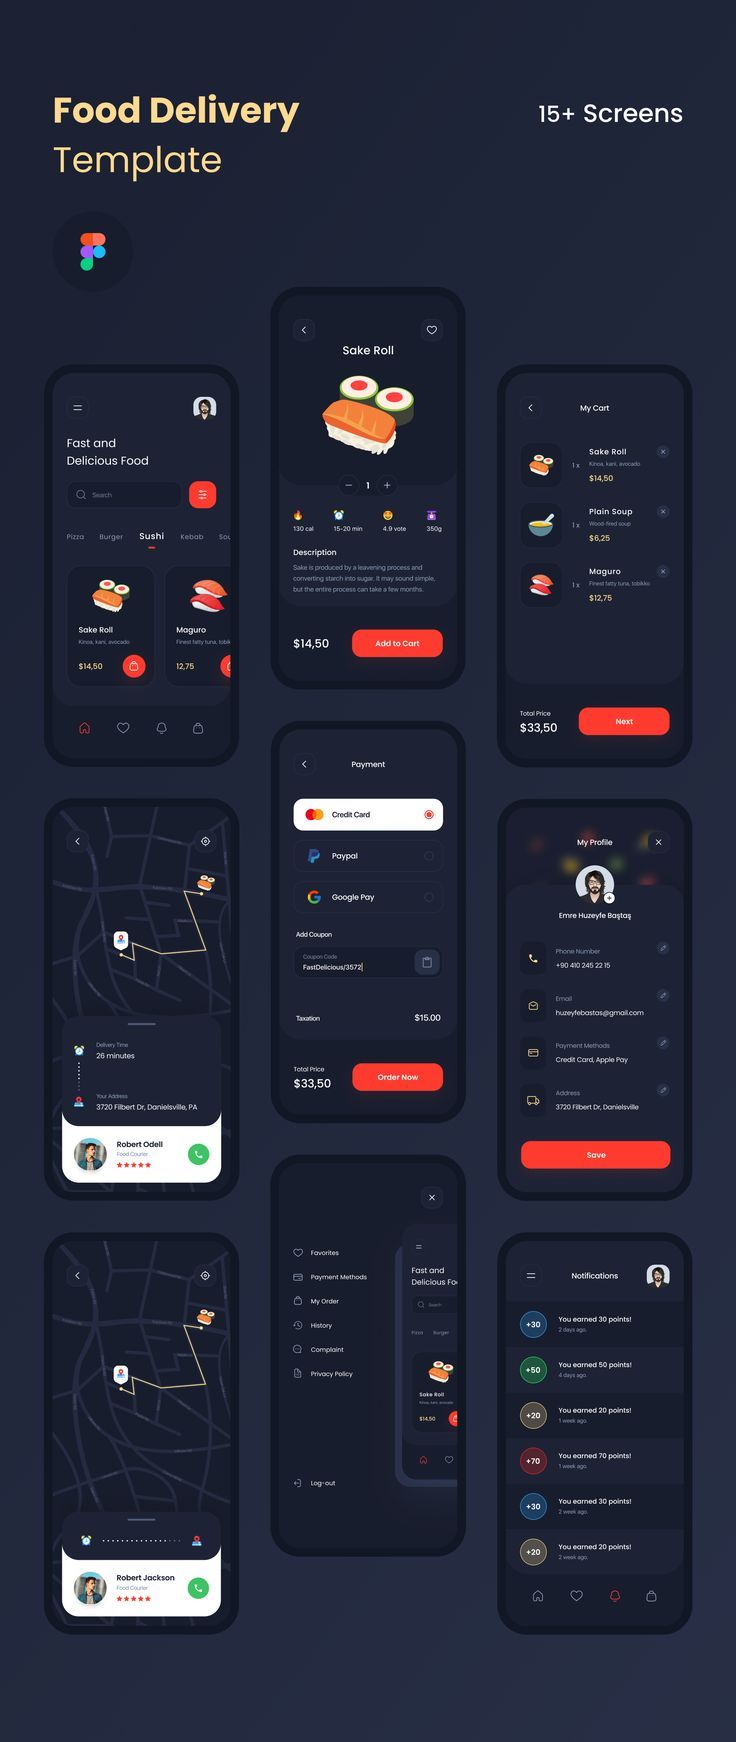 Food Delivery
Template
15+ Screens
Fast and
Delicious Food
Search
Pizza Burger Sushi Kebab Sou
Sake Roll
Kinoa, kani, avocado
$14,50
Maguro
Finest fatty tuna, tobik
12,75
Sake Roll
1
130 cal 15-20 min 4.9 vote 350g
Description
Sake is produced by a leavening process and
converting starch into sugar. It may sound simple,
but the entire process can take a few months.
$14,50
Add to Cart
My Cart
1 x
Sake Roll
Kinoa, kani, avocado
$14,50
1 x
Plain Soup
Wood-fired soup
$6,25
1 x
Maguro
Finest fatty tuna, tobikko
$12,75
Total Price
$33,50
Next
Delivery Time
26 minutes
Your Address
3720 Filbert Dr, Danielsville, PA
Robert Odell
Food Courier
Payment
Credit Card
Paypal
Google Pay
Add Coupon
Coupon Code
FastDelicious/3572
Taxation $15.00
Total Price
$33,50
Order Now
My Profile
Emre Huzeyfe Baştaş
Phone Number
+90 410 245 22 15
Email
huzeyfebastas@gmail.com
Payment Methods
Credit Card, Apple Pay
Address
3720 Filbert Dr, Danielsville
Save
Robert Jackson
Food Courier
Favorites
Payment Methods
My Order
History
Complaint
Privacy Policy
Log-out
Fast and
Delicious Fo
Search
Pizza Burger
Sake Roll
Kinoa, kani, avocado
$14,50
Notifications
+30
You earned 30 points!
2 days ago.
+50
You earned 50 points!
4 days ago.
+20
You earned 20 points!
1 week ago.
+70
You earned 70 points!
1 week ago.
+30
You earned 30 points!
2 week ago.
+20
You earned 20 points!
2 week ago.